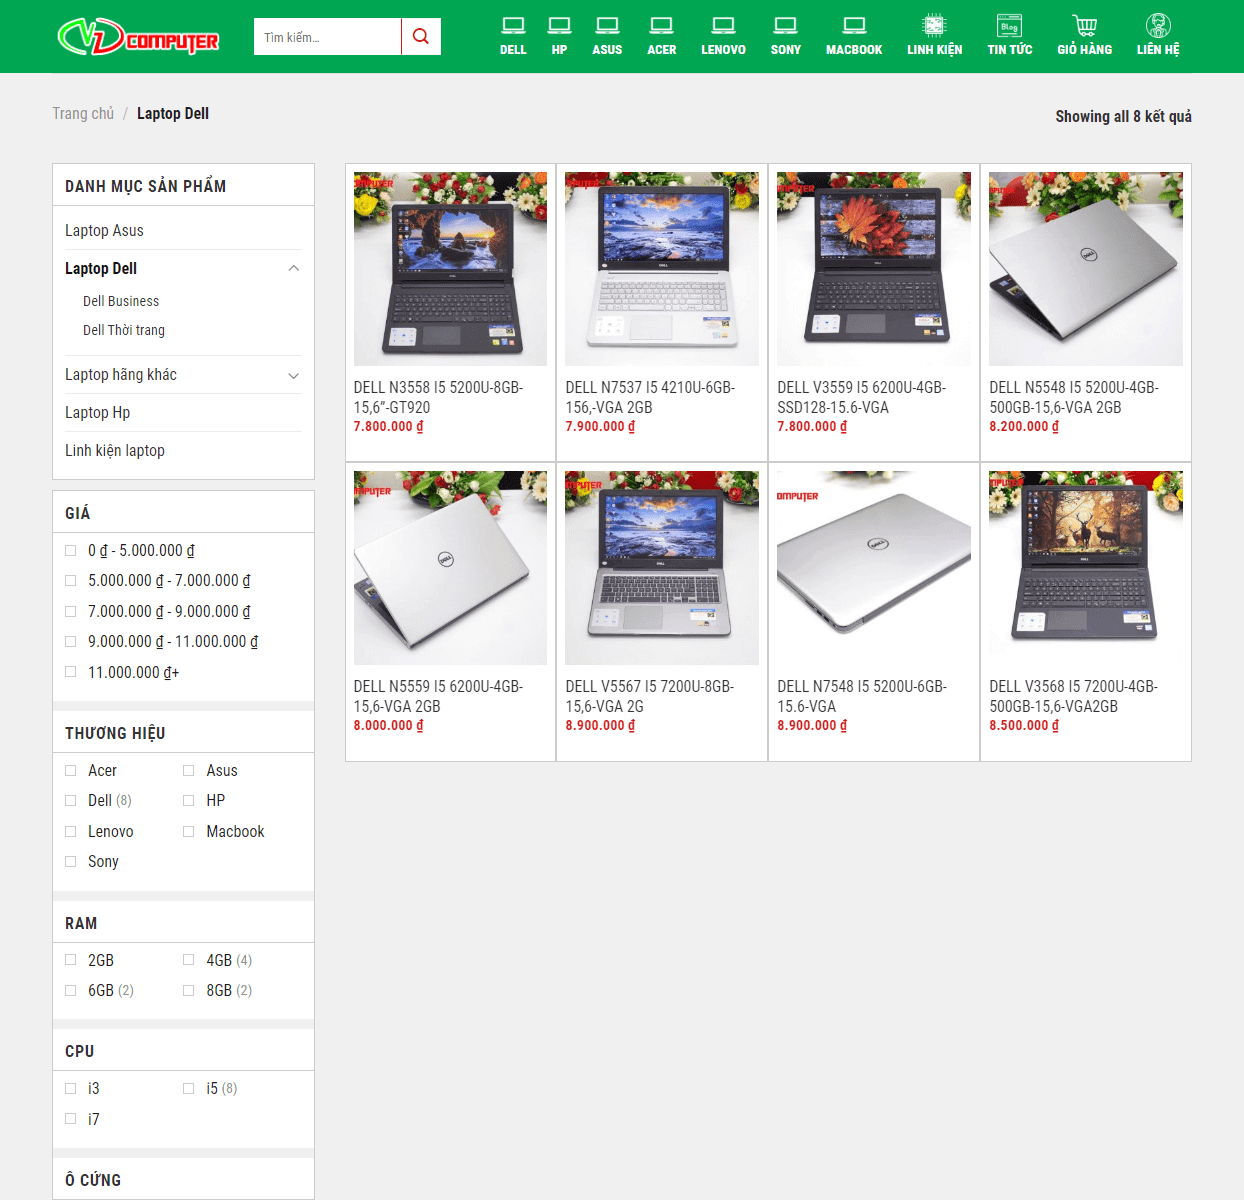 VD COMPUTER
Tìm kiếm...
DELL
HP
ASUS
ACER
LENOVO
SONY
MACBOOK
LINH KIỆN
Blog
TIN TỨC
GIỎ HÀNG
LIÊN HỆ
Trang chủ / Laptop Dell
Showing all 8 kết quả
DANH MỤC SẢN PHẨM
Laptop Asus
Laptop Dell
Dell Business
Dell Thời trang
Laptop hãng khác
Laptop Hp
Linh kiện laptop
GIÁ
0 ₫ - 5.000.000 ₫
5.000.000 ₫ - 7.000.000 ₫
7.000.000 ₫ - 9.000.000 ₫
9.000.000 ₫ - 11.000.000 ₫
11.000.000 ₫+
THƯƠNG HIỆU
Acer
Asus
Dell (8)
HP
Lenovo
Macbook
Sony
RAM
2GB
4GB (4)
6GB (2)
8GB (2)
CPU
i3
i5 (8)
i7
Ô CỨNG
DELL N3558 I5 5200U-8GB-
15,6”-GT920
7.800.000 ₫
DELL N7537 I5 4210U-6GB-
156,-VGA 2GB
7.900.000 ₫
DELL V3559 I5 6200U-4GB-
SSD128-15.6-VGA
7.800.000 ₫
DELL N5548 I5 5200U-4GB-
500GB-15,6-VGA 2GB
8.200.000 ₫
DELL N5559 I5 6200U-4GB-
15,6-VGA 2GB
8.000.000 ₫
DELL V5567 I5 7200U-8GB-
15,6-VGA 2G
8.900.000 ₫
OMPUTER
DELL N7548 I5 5200U-6GB-
15.6-VGA
8.900.000 ₫
DELL V3568 I5 7200U-4GB-
500GB-15,6-VGA2GB
8.500.000 ₫